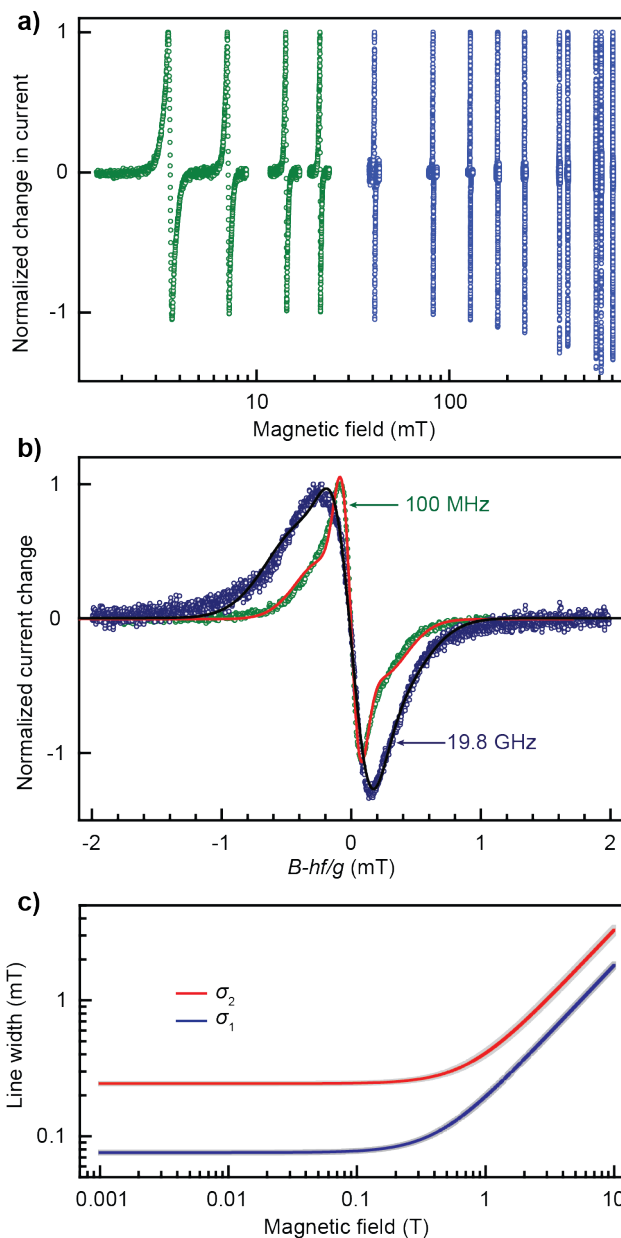 a)
Normalized change in current
1
0
-1
10
100
Magnetic field (mT)
b)
Normalized current change
1
0
-1
100 MHz
19.8 GHz
-2
-1
0
1
2
B-hf/g (mT)
c)
Line width (mT)
1
0.1
σ2
σ1
0.001
0.01
0.1
1
10
Magnetic field (T)